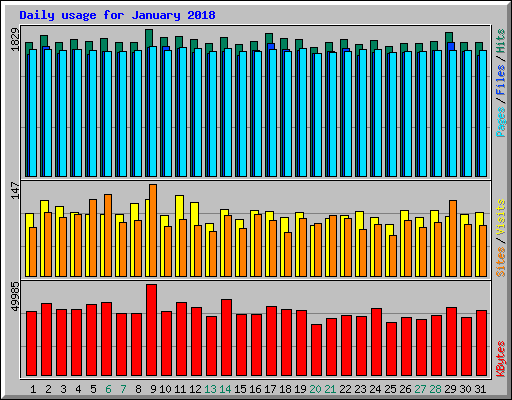 Daily usage for January 2018
1829
Pages / Files / Hits
147
Sites / Visits
49985
KBytes
1 2 3 4 5 6 7 8 9 10 11 12 13 14 15 16 17 18 19 20 21 22 23 24 25 26 27 28 29 30 31